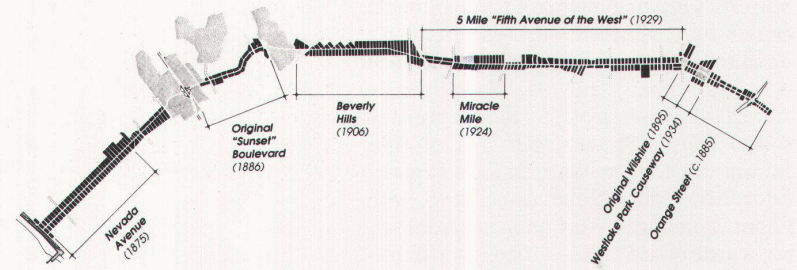 5 Mile "Fifth Avenue of the West" (1929)
Nevada
Avenue
(1875)
Original
"Sunset"
Boulevard
(1886)
Beverly
Hills
(1906)
Miracle
Mile
(1924)
Original Wilshire (1895)
Westlake Park Causeway (1934)
Orange Street (c.1885)